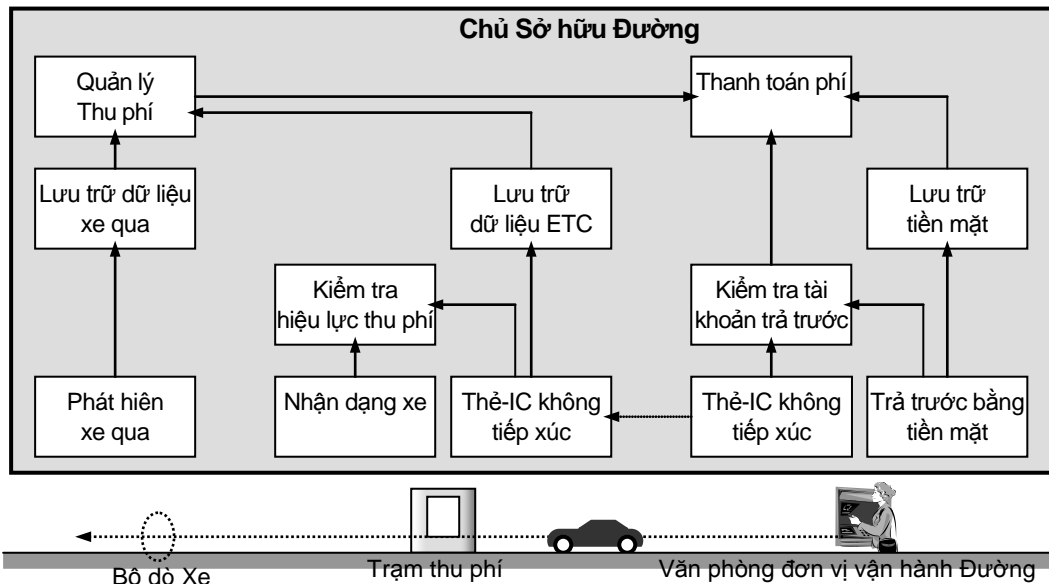 Chủ Sở hữu Đường
Quản lý
Thu phí
Thanh toán phí
Lưu trữ dữ liệu
xe qua
Lưu trữ
dữ liệu ETC
Lưu trữ
tiền mặt
Kiểm tra
hiệu lực thu phí
Kiểm tra tài
khoản trả trước
Phát hiên
xe qua
Nhận dạng xe
Thẻ-IC không
tiếp xúc
Thẻ-IC không
tiếp xúc
Trả trước bằng
tiền mặt
Bộ dò Xe
Trạm thu phí
Văn phòng đơn vị vận hành Đường